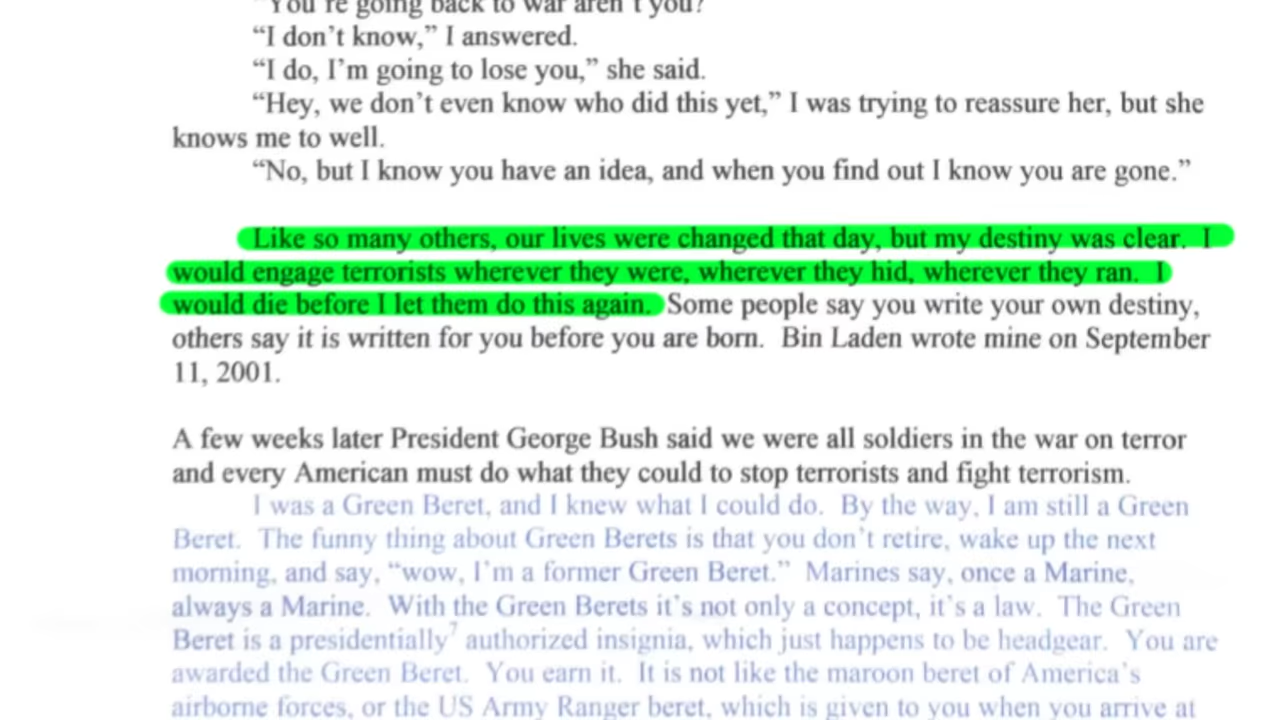 "You're going back to war aren't you?"
"I don't know," I answered.
"I do, I'm going to lose you," she said.
"Hey, we don't even know who did this yet," I was trying to reassure her, but she
knows me to well.
"No, but I know you have an idea, and when you find out I know you are gone."
Like so many others, our lives were changed that day, but my destiny was clear. I
would engage terrorists wherever they were, wherever they hid, wherever they ran. I
would die before I let them do this again. Some people say you write your own destiny,
others say it is written for you before you are born. Bin Laden wrote mine on September
11, 2001.
A few weeks later President George Bush said we were all soldiers in the war on terror
and every American must do what they could to stop terrorists and fight terrorism.
I was a Green Beret, and I knew what I could do. By the way, I am still a Green
Beret. The funny thing about Green Berets is that you don't retire, wake up the next
morning, and say, "wow, I'm a former Green Beret." Marines say, once a Marine,
always a Marine. With the Green Berets it's not only a concept, it's a law. The Green
Beret is a presidentially7 authorized insignia, which just happens to be headgear. You are
awarded the Green Beret. You earn it. It is not like the maroon beret of America's
airborne forces, or the US Army Ranger beret, which is given to you when you arrive at